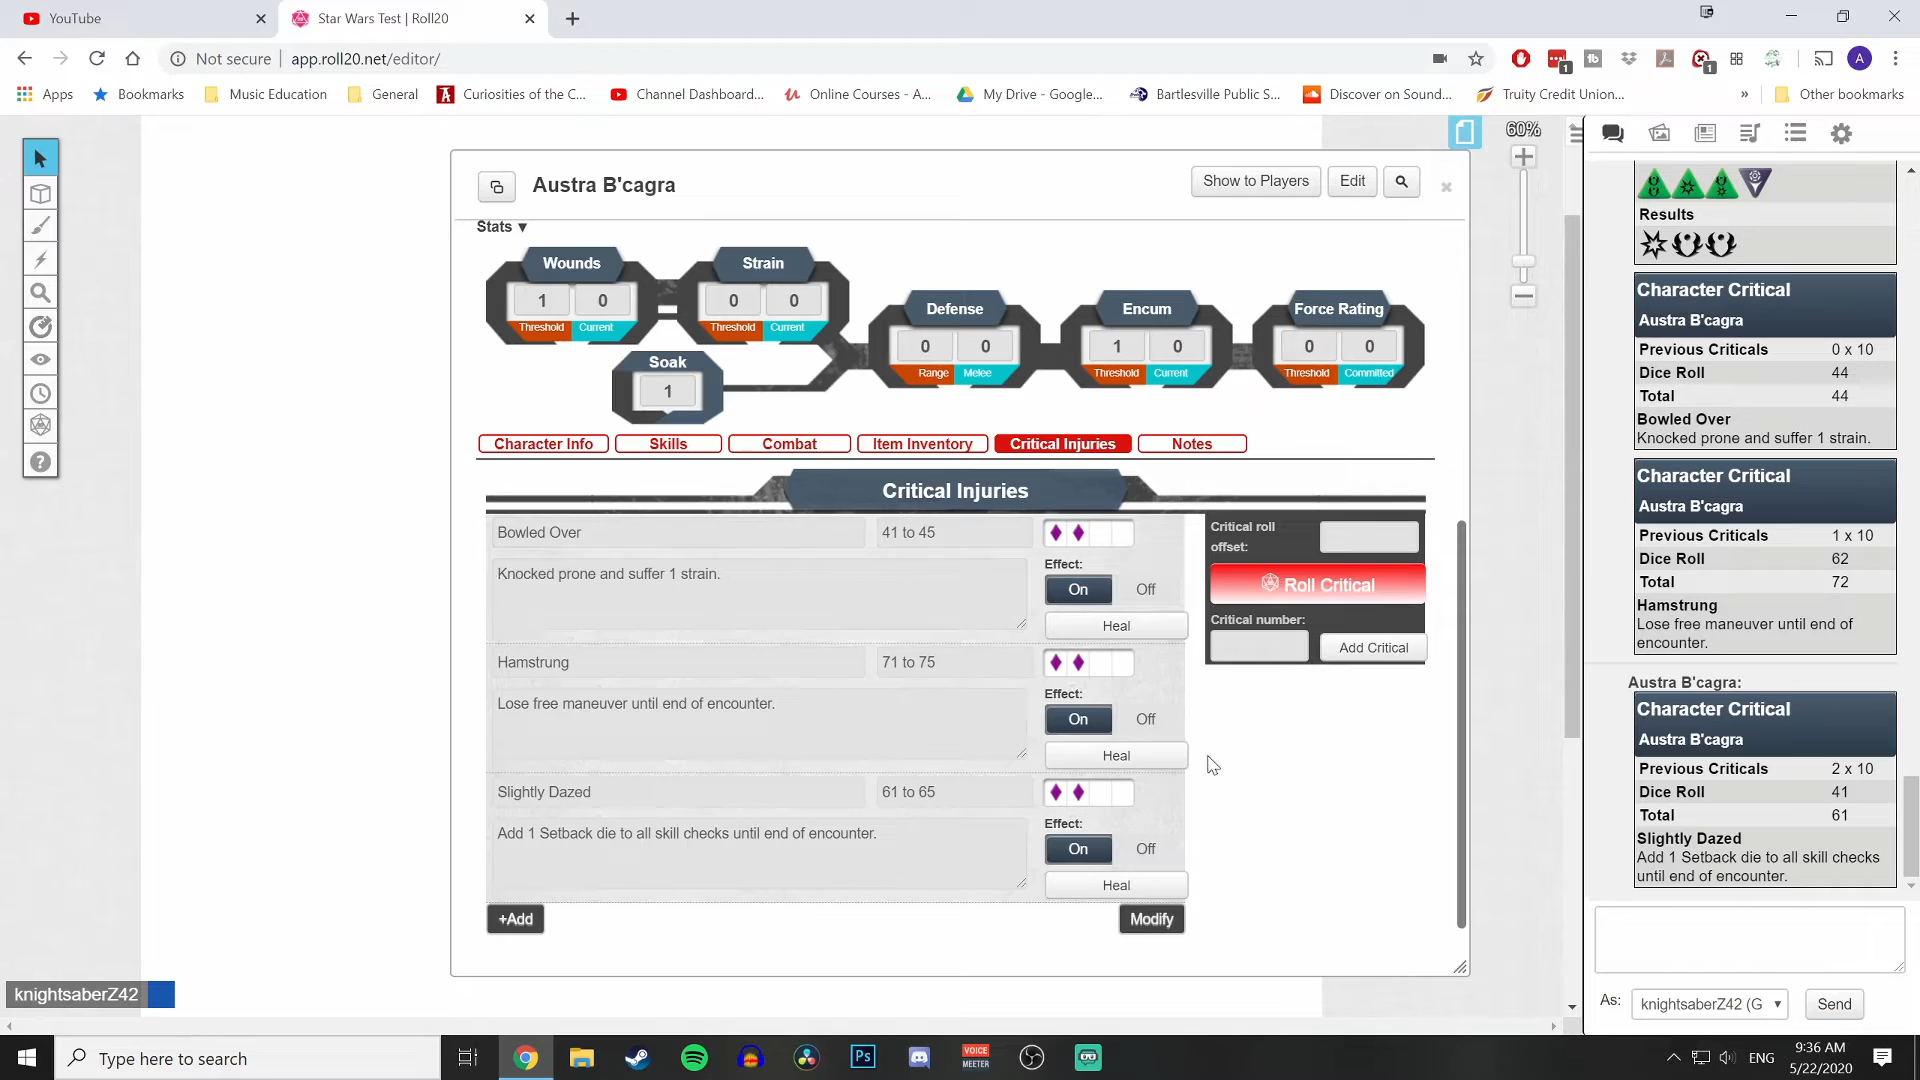 YouTube
Star Wars Test | Roll20
Not secure | app.roll20.net/editor/
1
1
A
Apps
Bookmarks
Music Education
General
Curiosities of the C...
Channel Dashboard...
Online Courses - A...
My Drive - Google...
Bartlesville Public S...
Discover on Sound...
Truity Credit Union...
»
Other bookmarks
60%
Austra B'cagra
Show to Players
Edit
Stats ▾
Wounds
1
0
Threshold
Current
Strain
0
0
Threshold
Current
Soak
1
Defense
0
0
Range
Melee
Encum
1
0
Threshold
Current
Force Rating
0
0
Threshold
Committed
Character Info
Skills
Combat
Item Inventory
Critical Injuries
Notes
Critical Injuries
Bowled Over
41 to 45
Knocked prone and suffer 1 strain.
Effect:
On
Off
Heal
Hamstrung
71 to 75
Lose free maneuver until end of encounter.
Effect:
On
Off
Heal
Slightly Dazed
61 to 65
Add 1 Setback die to all skill checks until end of encounter.
Effect:
On
Off
Heal
+Add
Modify
Critical roll
offset:
Roll Critical
Critical number:
Add Critical
Results
Character Critical
Austra B'cagra
Previous Criticals 0 x 10
Dice Roll 44
Total 44
Bowled Over
Knocked prone and suffer 1 strain.
Character Critical
Austra B'cagra
Previous Criticals 1 x 10
Dice Roll 62
Total 72
Hamstrung
Lose free maneuver until end of
encounter.
Austra B'cagra:
Character Critical
Austra B'cagra
Previous Criticals 2 x 10
Dice Roll 41
Total 61
Slightly Dazed
Add 1 Setback die to all skill checks
until end of encounter.
As:
knightsaberZ42 (G
Send
knightsaberZ42
Type here to search
Ps
VOICE
MEETER
ENG
9:36 AM
5/22/2020